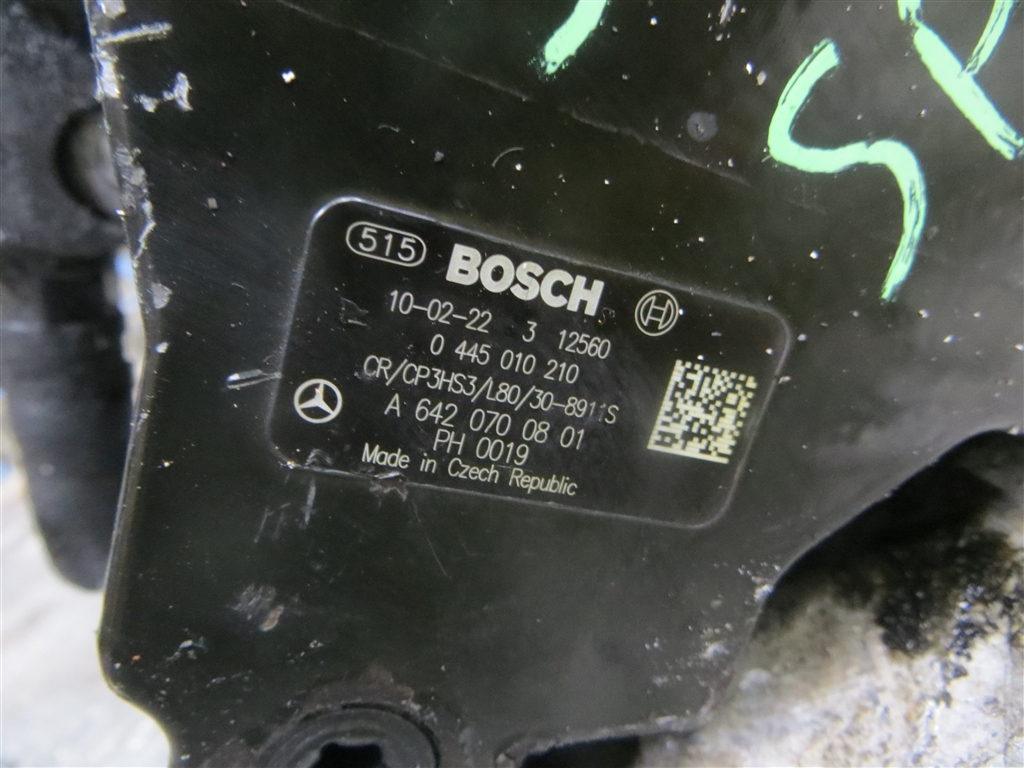 515 BOSCH
10-02-22 3 12560
0 445 010 210
CR/CP3HS3/L80/30-8911S
A 642 070 08 01
PH 0019
Made in Czech Republic